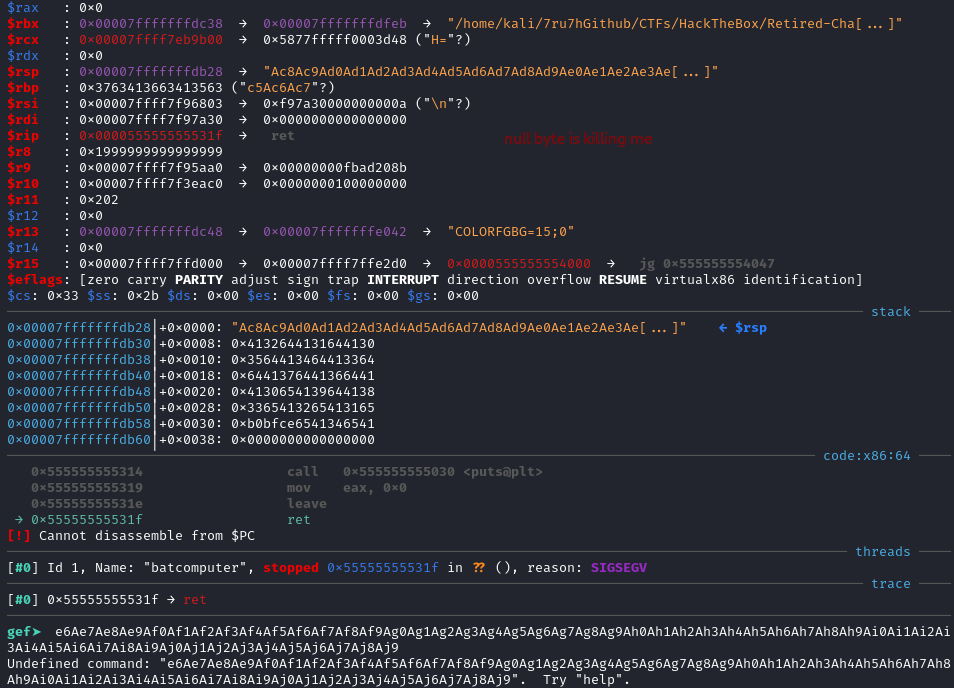 $rax   : 0×0
$rbx   : 0×00007fffffffdc38  →  0×00007fffffffdfeb  →  "/home/kali/7ru7hGithub/CTFs/HackTheBox/Retired-Cha[...]"
$rcx   : 0×00007ffff7eb9b00  →  0×5877fffff0003d48 ("H="?)
$rdx   : 0×0
$rsp   : 0×00007fffffffdb28  →  "Ac8Ac9Ad0Ad1Ad2Ad3Ad4Ad5Ad6Ad7Ad8Ad9Ae0Ae1Ae2Ae3Ae[...]"
$rbp   : 0×3763413663413563 ("c5Ac6Ac7"?)
$rsi   : 0×00007ffff7f96803  →  0×f97a30000000000a ("\n"?)
$rdi   : 0×00007ffff7f97a30  →  0×0000000000000000
$rip   : 0×000055555555531f  →   ret
null byte is killing me
$r8    : 0×1999999999999999
$r9    : 0×00007ffff7f95aa0  →  0×00000000fbad208b
$r10   : 0×00007ffff7f3eac0  →  0×0000000100000000
$r11   : 0×202
$r12   : 0×0
$r13   : 0×00007fffffffdc48  →  0×00007fffffffe042  →  "COLORFGBG=15;0"
$r14   : 0×0
$r15   : 0×00007ffff7ffd000  →  0×00007ffff7ffe2d0  →  0×0000555555554000  →   jg 0×555555554047
$eflags: [zero carry PARITY adjust sign trap INTERRUPT direction overflow RESUME virtualx86 identification]
$cs: 0×33 $ss: 0×2b $ds: 0×00 $es: 0×00 $fs: 0×00 $gs: 0×00
stack
0×00007fffffffdb28│+0×0000: "Ac8Ac9Ad0Ad1Ad2Ad3Ad4Ad5Ad6Ad7Ad8Ad9Ae0Ae1Ae2Ae3Ae[...]"    ← $rsp
0×00007fffffffdb30│+0×0008: 0×4132644131644130
0×00007fffffffdb38│+0×0010: 0×3564413464413364
0×00007fffffffdb40│+0×0018: 0×6441376441366441
0×00007fffffffdb48│+0×0020: 0×4130654139644138
0×00007fffffffdb50│+0×0028: 0×3365413265413165
0×00007fffffffdb58│+0×0030: 0×b0bfce6541346541
0×00007fffffffdb60│+0×0038: 0×0000000000000000
code:x86:64
0×555555555314                  call   0×555555555030 <puts@plt>
0×555555555319                  mov    eax, 0×0
0×55555555531e                  leave
→ 0×55555555531f                  ret
[!] Cannot disassemble from $PC
threads
[#0] Id 1, Name: "batcomputer", stopped 0×55555555531f in ?? (), reason: SIGSEGV
trace
[#0] 0×55555555531f → ret
gef➤  e6Ae7Ae8Ae9Af0Af1Af2Af3Af4Af5Af6Af7Af8Af9Ag0Ag1Ag2Ag3Ag4Ag5Ag6Ag7Ag8Ag9Ah0Ah1Ah2Ah3Ah4Ah5Ah6Ah7Ah8Ah9Ai0Ai1Ai2Ai
3Ai4Ai5Ai6Ai7Ai8Ai9Aj0Aj1Aj2Aj3Aj4Aj5Aj6Aj7Aj8Aj9
Undefined command: "e6Ae7Ae8Ae9Af0Af1Af2Af3Af4Af5Af6Af7Af8Af9Ag0Ag1Ag2Ag3Ag4Ag5Ag6Ag7Ag8Ag9Ah0Ah1Ah2Ah3Ah4Ah5Ah6Ah7Ah8
Ah9Ai0Ai1Ai2Ai3Ai4Ai5Ai6Ai7Ai8Ai9Aj0Aj1Aj2Aj3Aj4Aj5Aj6Aj7Aj8Aj9".  Try "help".